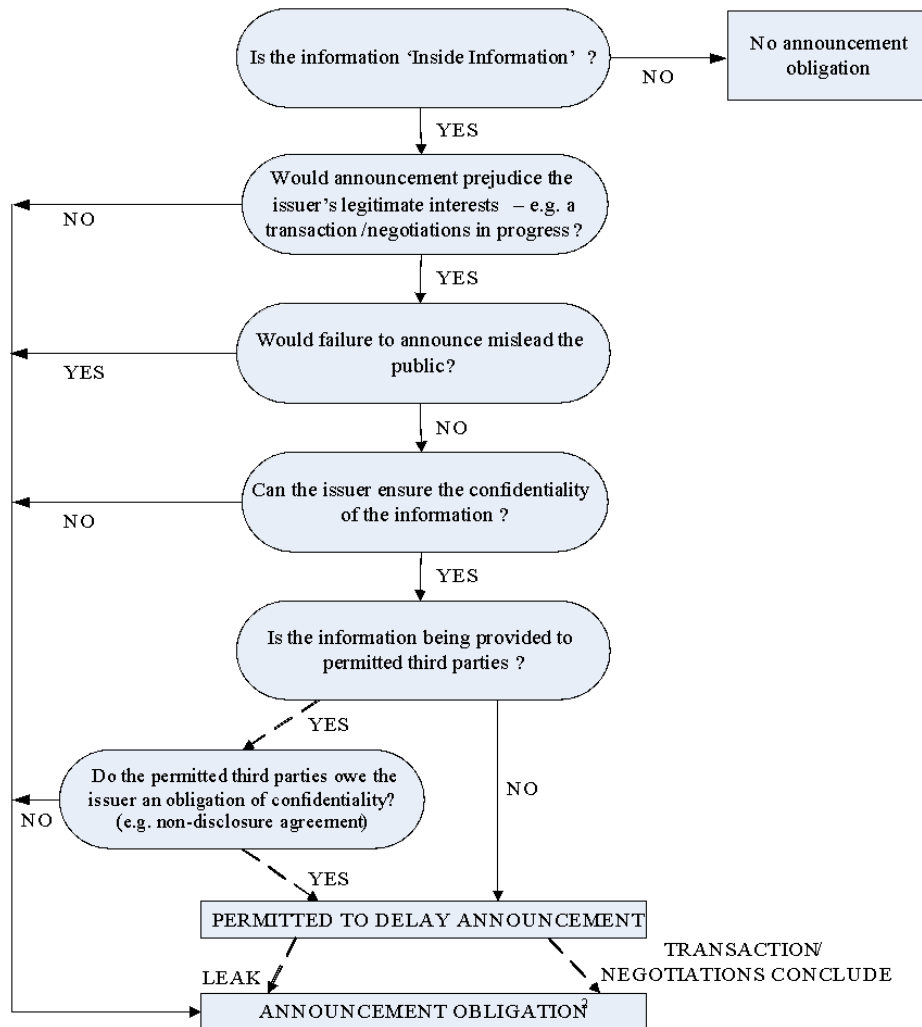 Is the information ‘Inside Information’ ?
No announcement
obligation
NO
YES
Would announcement prejudice the
issuer’s legitimate interests – e.g. a
transaction /negotiations in progress ?
NO
YES
Would failure to announce mislead the
public?
YES
NO
Can the issuer ensure the confidentiality
of the information ?
NO
YES
Is the information being provided to
permitted third parties ?
YES
NO
Do the permitted third parties owe the
issuer an obligation of confidentiality?
(e.g. non-disclosure agreement)
NO
YES
PERMITTED TO DELAY ANNOUNCEMENT
LEAK
TRANSACTION/
NEGOTIATIONS CONCLUDE
ANNOUNCEMENT OBLIGATION²